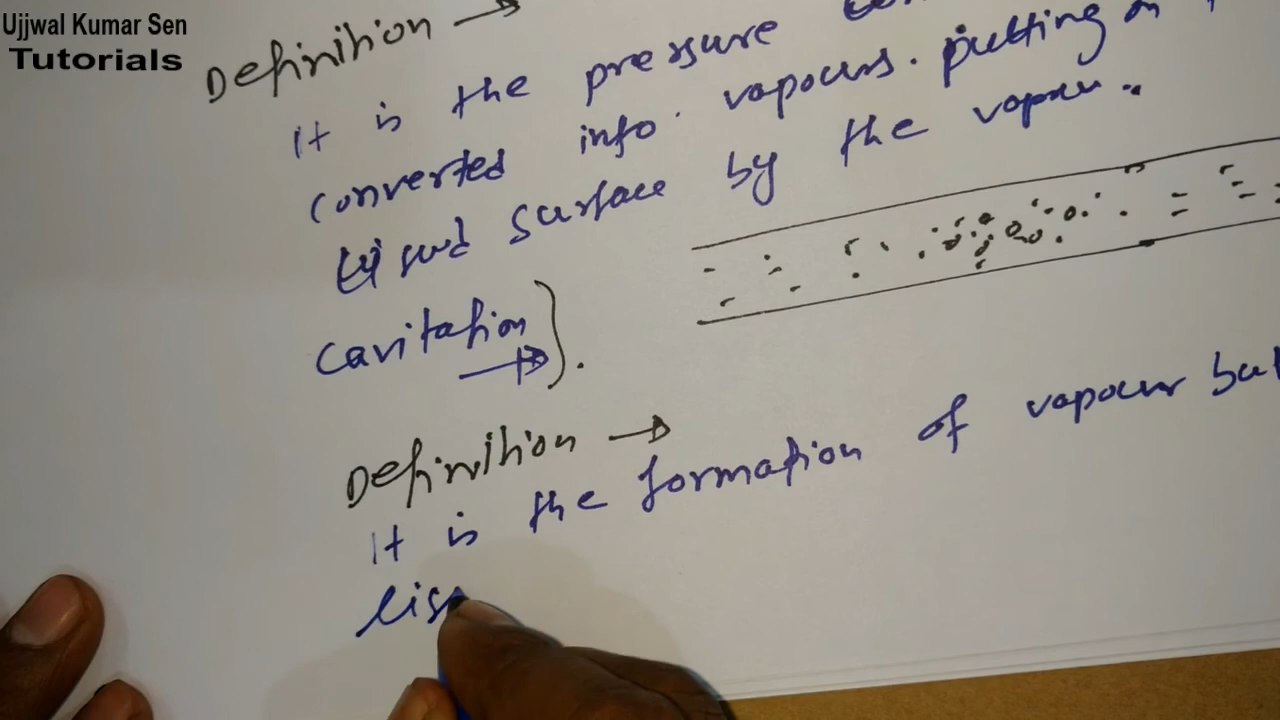 Ujjwal Kumar Sen
Tutorials
Definition →
It is the pressure
converted into vapours. putting on
Liquid surface by the vapour.
Cavitation
Definition →
It is the formation of vapour